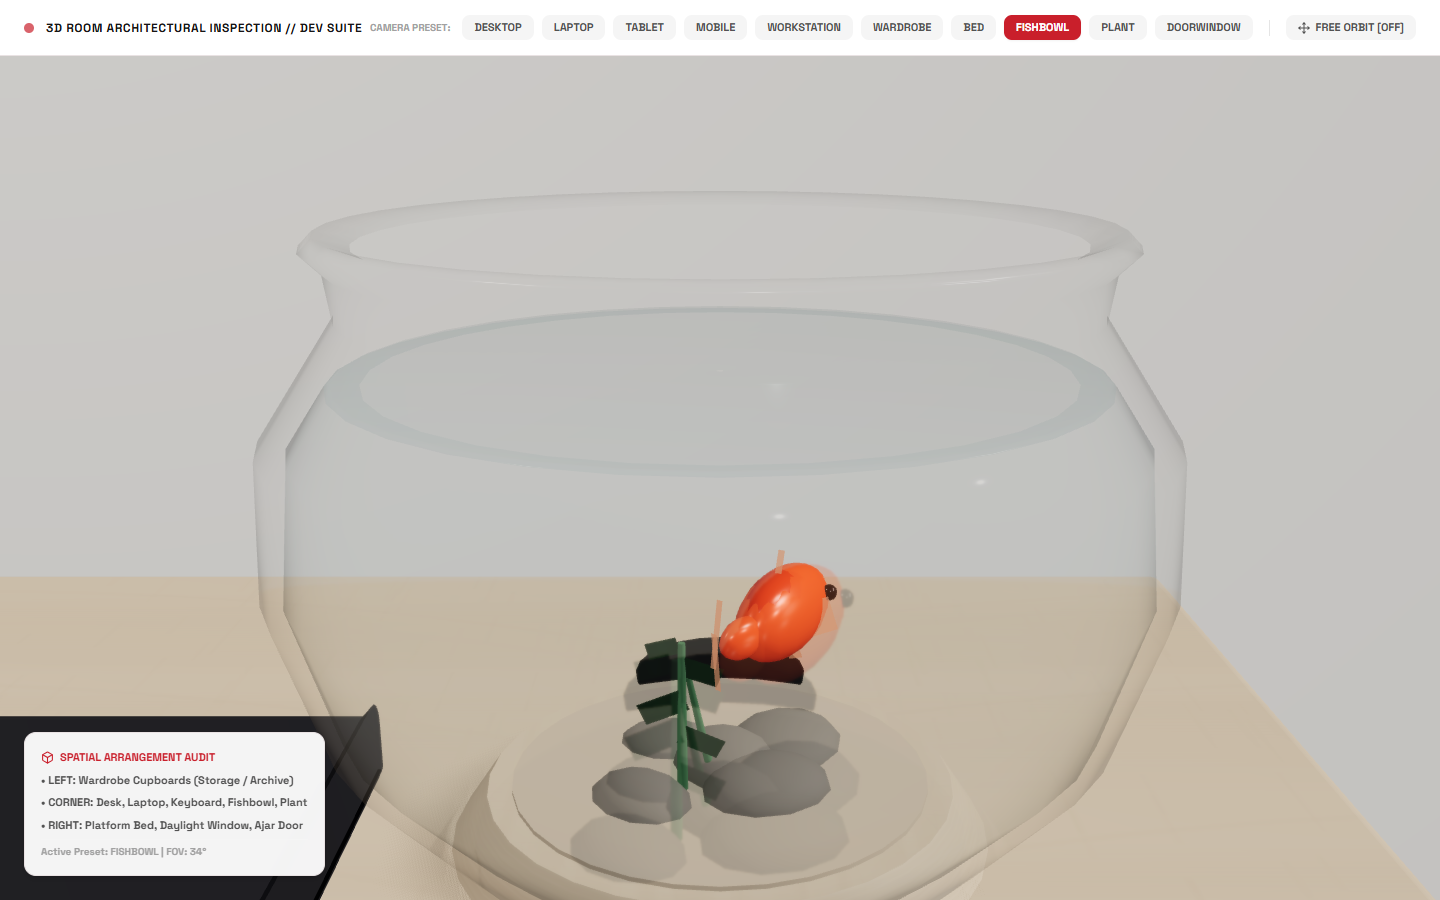 3D ROOM ARCHITECTURAL INSPECTION // DEV SUITE CAMERA PRESET: DESKTOP LAPTOP TABLET MOBILE WORKSTATION WARDROBE BED FISHBOWL PLANT DOORWINDOW FREE ORBIT [OFF]
SPATIAL ARRANGEMENT AUDIT
• LEFT: Wardrobe Cupboards (Storage / Archive)
• CORNER: Desk, Laptop, Keyboard, Fishbowl, Plant
• RIGHT: Platform Bed, Daylight Window, Ajar Door
Active Preset: FISHBOWL | FOV: 34°